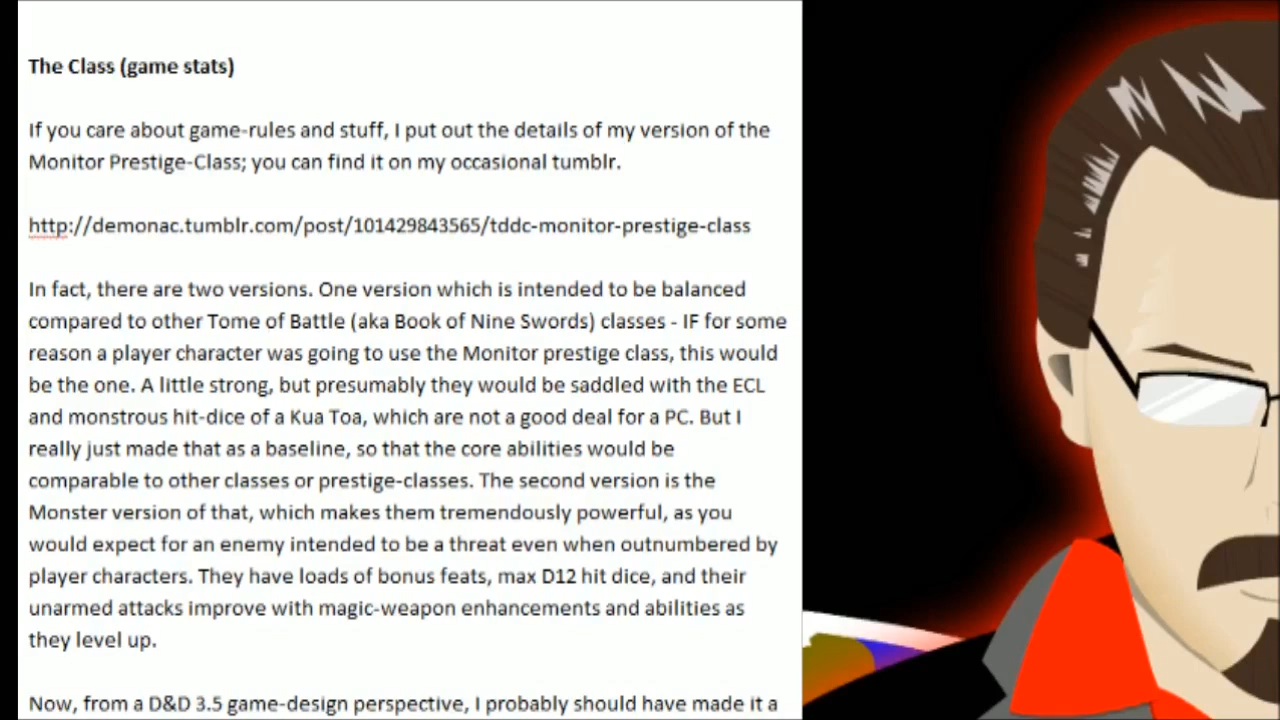 The Class (game stats)
If you care about game-rules and stuff, I put out the details of my version of the
Monitor Prestige-Class; you can find it on my occasional tumblr.
http://demonac.tumblr.com/post/101429843565/tddc-monitor-prestige-class
In fact, there are two versions. One version which is intended to be balanced
compared to other Tome of Battle (aka Book of Nine Swords) classes - IF for some
reason a player character was going to use the Monitor prestige class, this would
be the one. A little strong, but presumably they would be saddled with the ECL
and monstrous hit-dice of a Kua Toa, which are not a good deal for a PC. But I
really just made that as a baseline, so that the core abilities would be
comparable to other classes or prestige-classes. The second version is the
Monster version of that, which makes them tremendously powerful, as you
would expect for an enemy intended to be a threat even when outnumbered by
player characters. They have loads of bonus feats, max D12 hit dice, and their
unarmed attacks improve with magic-weapon enhancements and abilities as
they level up.
Now, from a D&D 3.5 game-design perspective, I probably should have made it a